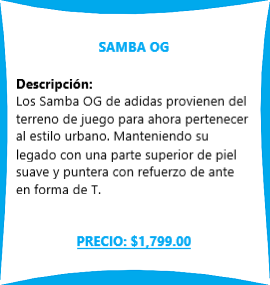 SAMBA OG
Descripción:
Los Samba OG de adidas provienen del
terreno de juego para ahora pertenecer
al estilo urbano. Manteniendo su
legado con una parte superior de piel
suave y puntera con refuerzo de ante
en forma de T.
PRECIO: $1,799.00